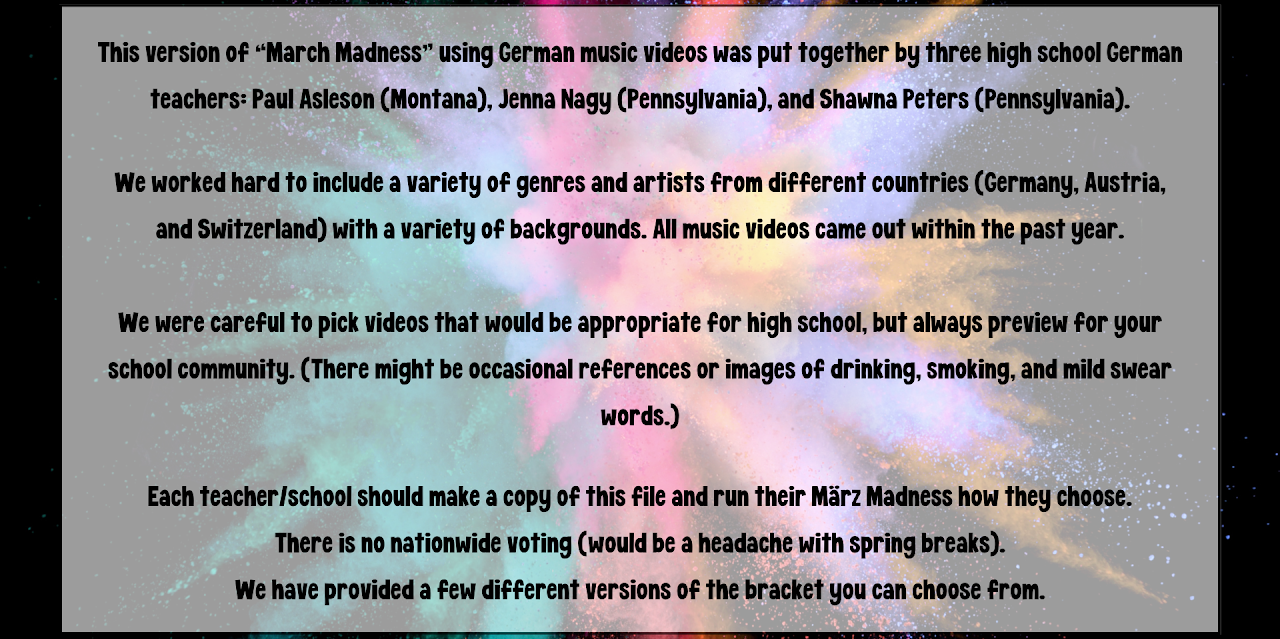 This version of “March Madness” using German music videos was put together by three high school German
teachers: Paul Asleson (Montana), Jenna Nagy (Pennsylvania), and Shawna Peters (Pennsylvania).
We worked hard to include a variety of genres and artists from different countries (Germany, Austria,
and Switzerland) with a variety of backgrounds. All music videos came out within the past year.
We were careful to pick videos that would be appropriate for high school, but always preview for your
school community. (There might be occasional references or images of drinking, smoking, and mild swear
words.)
Each teacher/school should make a copy of this file and run their März Madness how they choose.
There is no nationwide voting (would be a headache with spring breaks).
We have provided a few different versions of the bracket you can choose from.